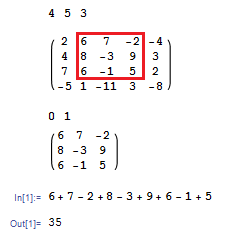 4 5 3
2 6 7 -2 -4
4 8 -3 9 3
7 6 -1 5 2
-5 1 -11 3 -8
0 1
6 7 -2
8 -3 9
6 -1 5
In[1]:= 6+7-2+8-3+9+6-1+5
Out[1]= 35